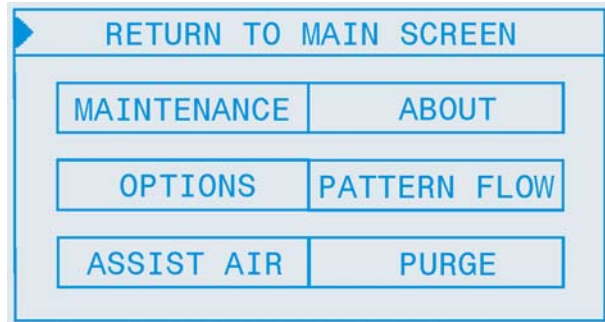 RETURN TO MAIN SCREEN
MAINTENANCE ABOUT
OPTIONS PATTERN FLOW
ASSIST AIR PURGE